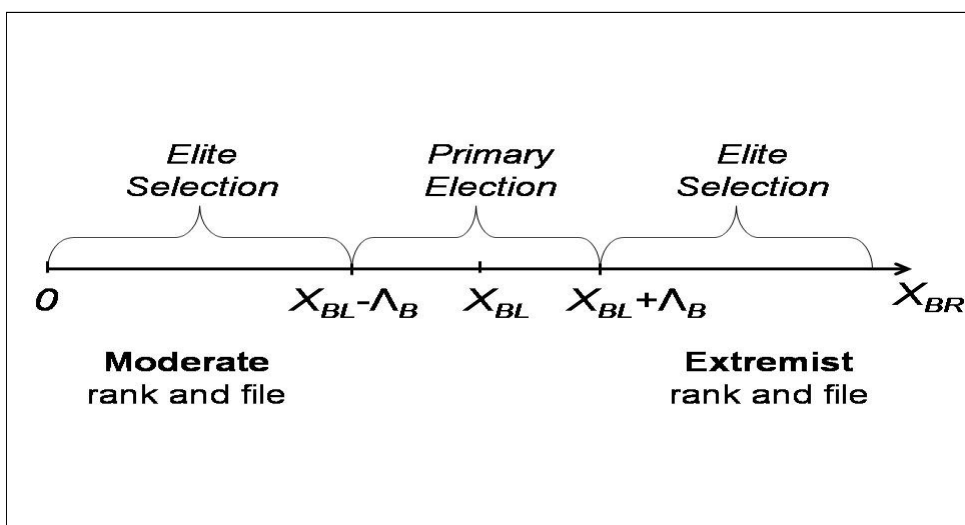 Elite
Selection
Primary
Election
Elite
Selection
0
X_BL-Λ_B
X_BL
X_BL+Λ_B
X_BR
Moderate
rank and file
Extremist
rank and file